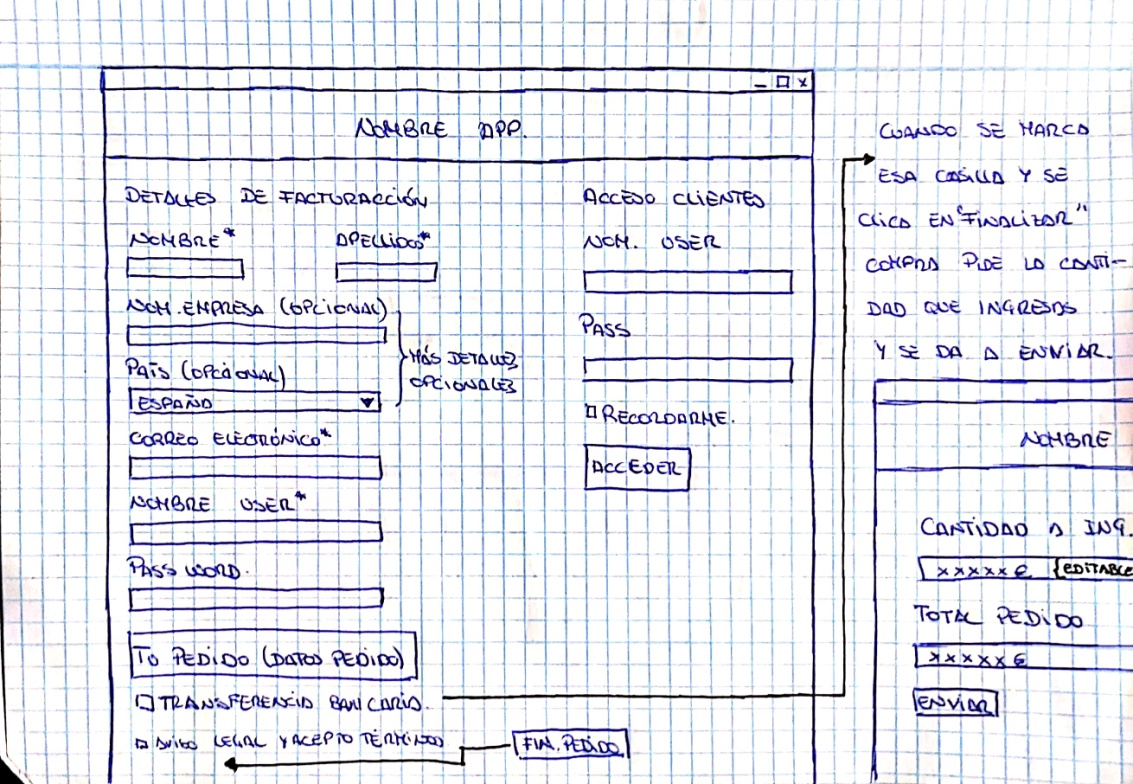 NOMBRE APP.
DETALLES DE FACTURACCIÓN
NOMBRE*
APELLIDOS*
NOM. EMPRESA (OPCIONAL)
PAÍS (OPCIONAL)
MÁS DETALLES
OPCIONALES
ESPAÑA
CORREO ELECTRÓNICO*
NOMBRE USER*
PASS WORD.
TU PEDIDO (DATOS PEDIDO)
TRANSFERENCIA BANCARIA.
AVISO LEGAL Y ACEPTO TÉRMINOS
FIN. PEDIDO
ACCESO CLIENTES
NOM. USER
PASS
RECORDARME.
ACCEDER
CUANDO SE MARCA
ESA CASILLA Y SE
CLICA EN "FINALIZAR"
COMPRA PIDE LA CANTI-
DAD QUE INGRESAS
Y SE DA A ENVIAR.
NOMBRE
CANTIDAD A ING.
XXXXX € {EDITABLE
TOTAL PEDIDO
XXXXX €
ENVIAR